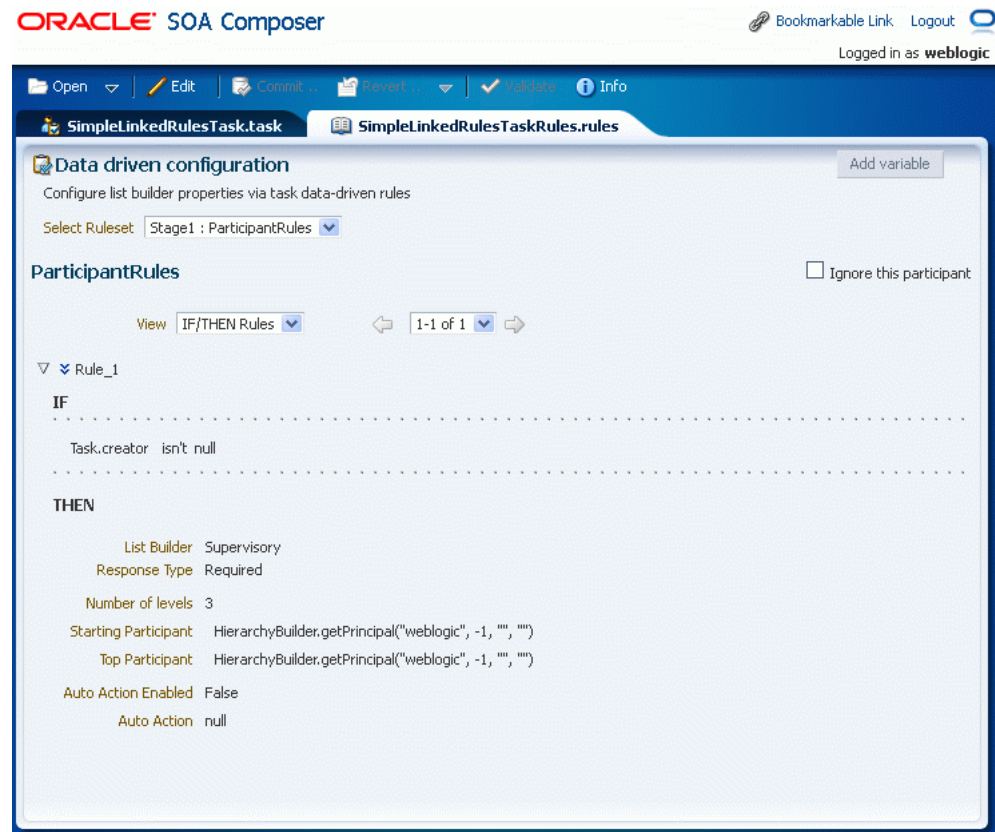 ORACLE SOA Composer
Bookmarkable Link Logout
Logged in as weblogic
Open Edit Commit .. Revert .. Validate Info
SimpleLinkedRulesTask.task SimpleLinkedRulesTaskRules.rules
Data driven configuration Add variable
Configure list builder properties via task data-driven rules
Select Ruleset Stage1 : ParticipantRules
ParticipantRules Ignore this participant
View IF/THEN Rules 1-1 of 1
Rule_1
IF
Task.creator isn't null
THEN
List Builder Supervisory
Response Type Required
Number of levels 3
Starting Participant HierarchyBuilder.getPrincipal("weblogic", -1, "", "")
Top Participant HierarchyBuilder.getPrincipal("weblogic", -1, "", "")
Auto Action Enabled False
Auto Action null